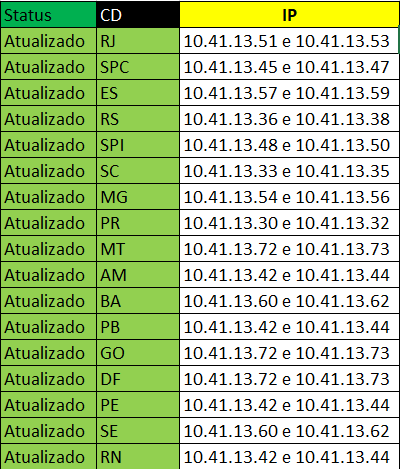 Status CD IP
Atualizado RJ 10.41.13.51 e 10.41.13.53
Atualizado SPC 10.41.13.45 e 10.41.13.47
Atualizado ES 10.41.13.57 e 10.41.13.59
Atualizado RS 10.41.13.36 e 10.41.13.38
Atualizado SPI 10.41.13.48 e 10.41.13.50
Atualizado SC 10.41.13.33 e 10.41.13.35
Atualizado MG 10.41.13.54 e 10.41.13.56
Atualizado PR 10.41.13.30 e 10.41.13.32
Atualizado MT 10.41.13.72 e 10.41.13.73
Atualizado AM 10.41.13.42 e 10.41.13.44
Atualizado BA 10.41.13.60 e 10.41.13.62
Atualizado PB 10.41.13.42 e 10.41.13.44
Atualizado GO 10.41.13.72 e 10.41.13.73
Atualizado DF 10.41.13.72 e 10.41.13.73
Atualizado PE 10.41.13.42 e 10.41.13.44
Atualizado SE 10.41.13.60 e 10.41.13.62
Atualizado RN 10.41.13.42 e 10.41.13.44